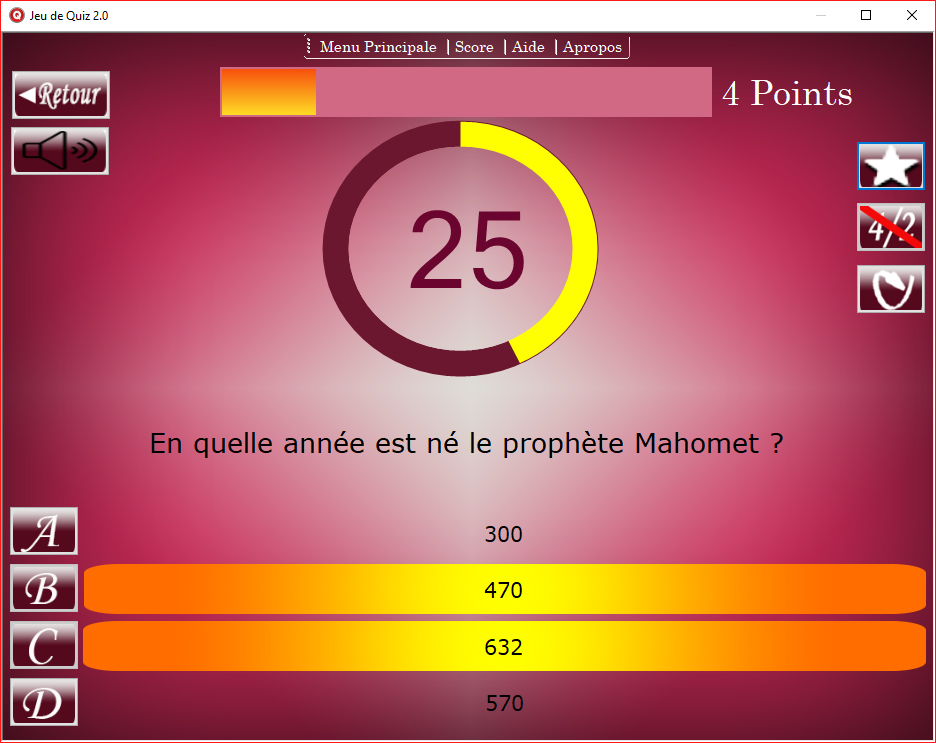 Jeu de Quiz 2.0
Menu Principale Score Aide Apropos
Retour
4 Points
4/2
25
En quelle année est né le prophète Mahomet ?
A 300
B 470
C 632
D 570